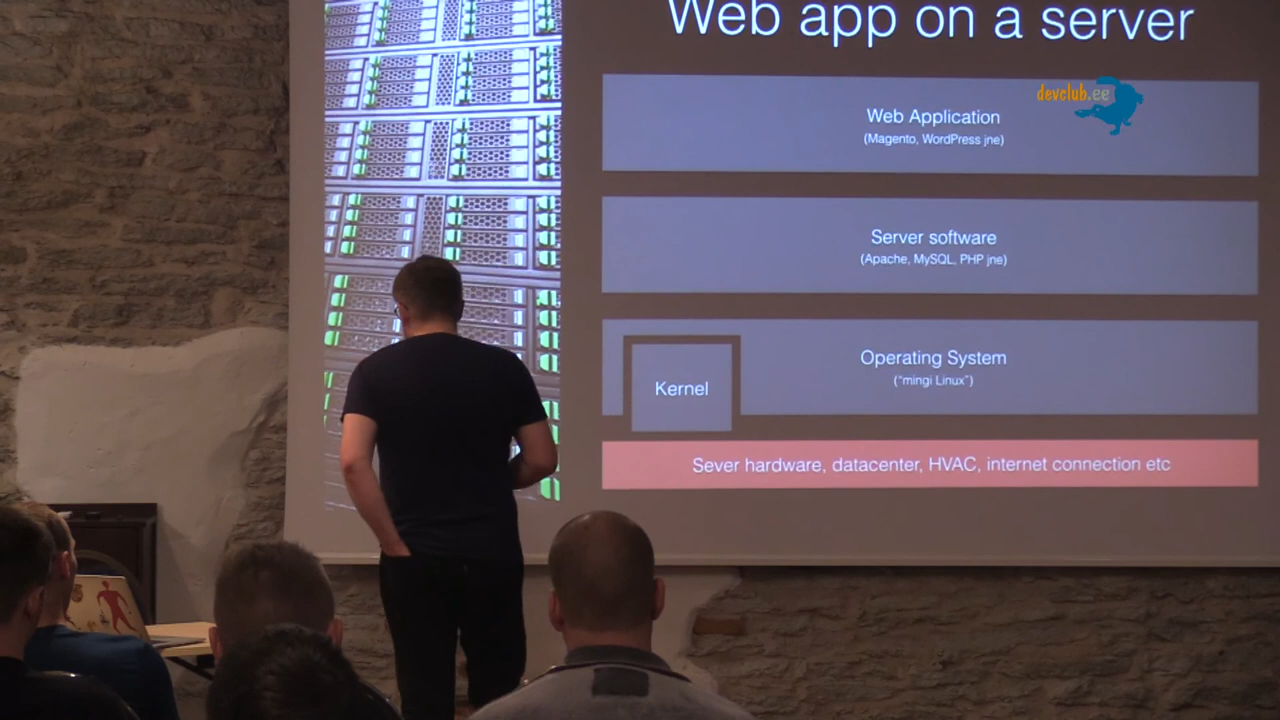 Web app on a server
devclub.ee
Web Application
(Magento, WordPress jne)
Server software
(Apache, MySQL, PHP jne)
Operating System
("mingi Linux")
Kernel
Sever hardware, datacenter, HVAC, internet connection etc